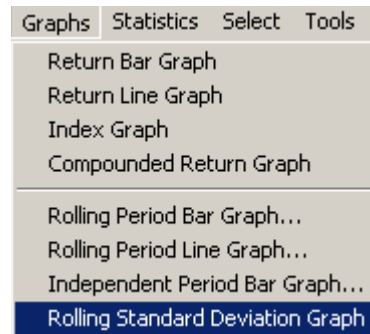 Graphs Statistics Select Tools
Return Bar Graph
Return Line Graph
Index Graph
Compounded Return Graph
Rolling Period Bar Graph...
Rolling Period Line Graph...
Independent Period Bar Graph...
Rolling Standard Deviation Graph